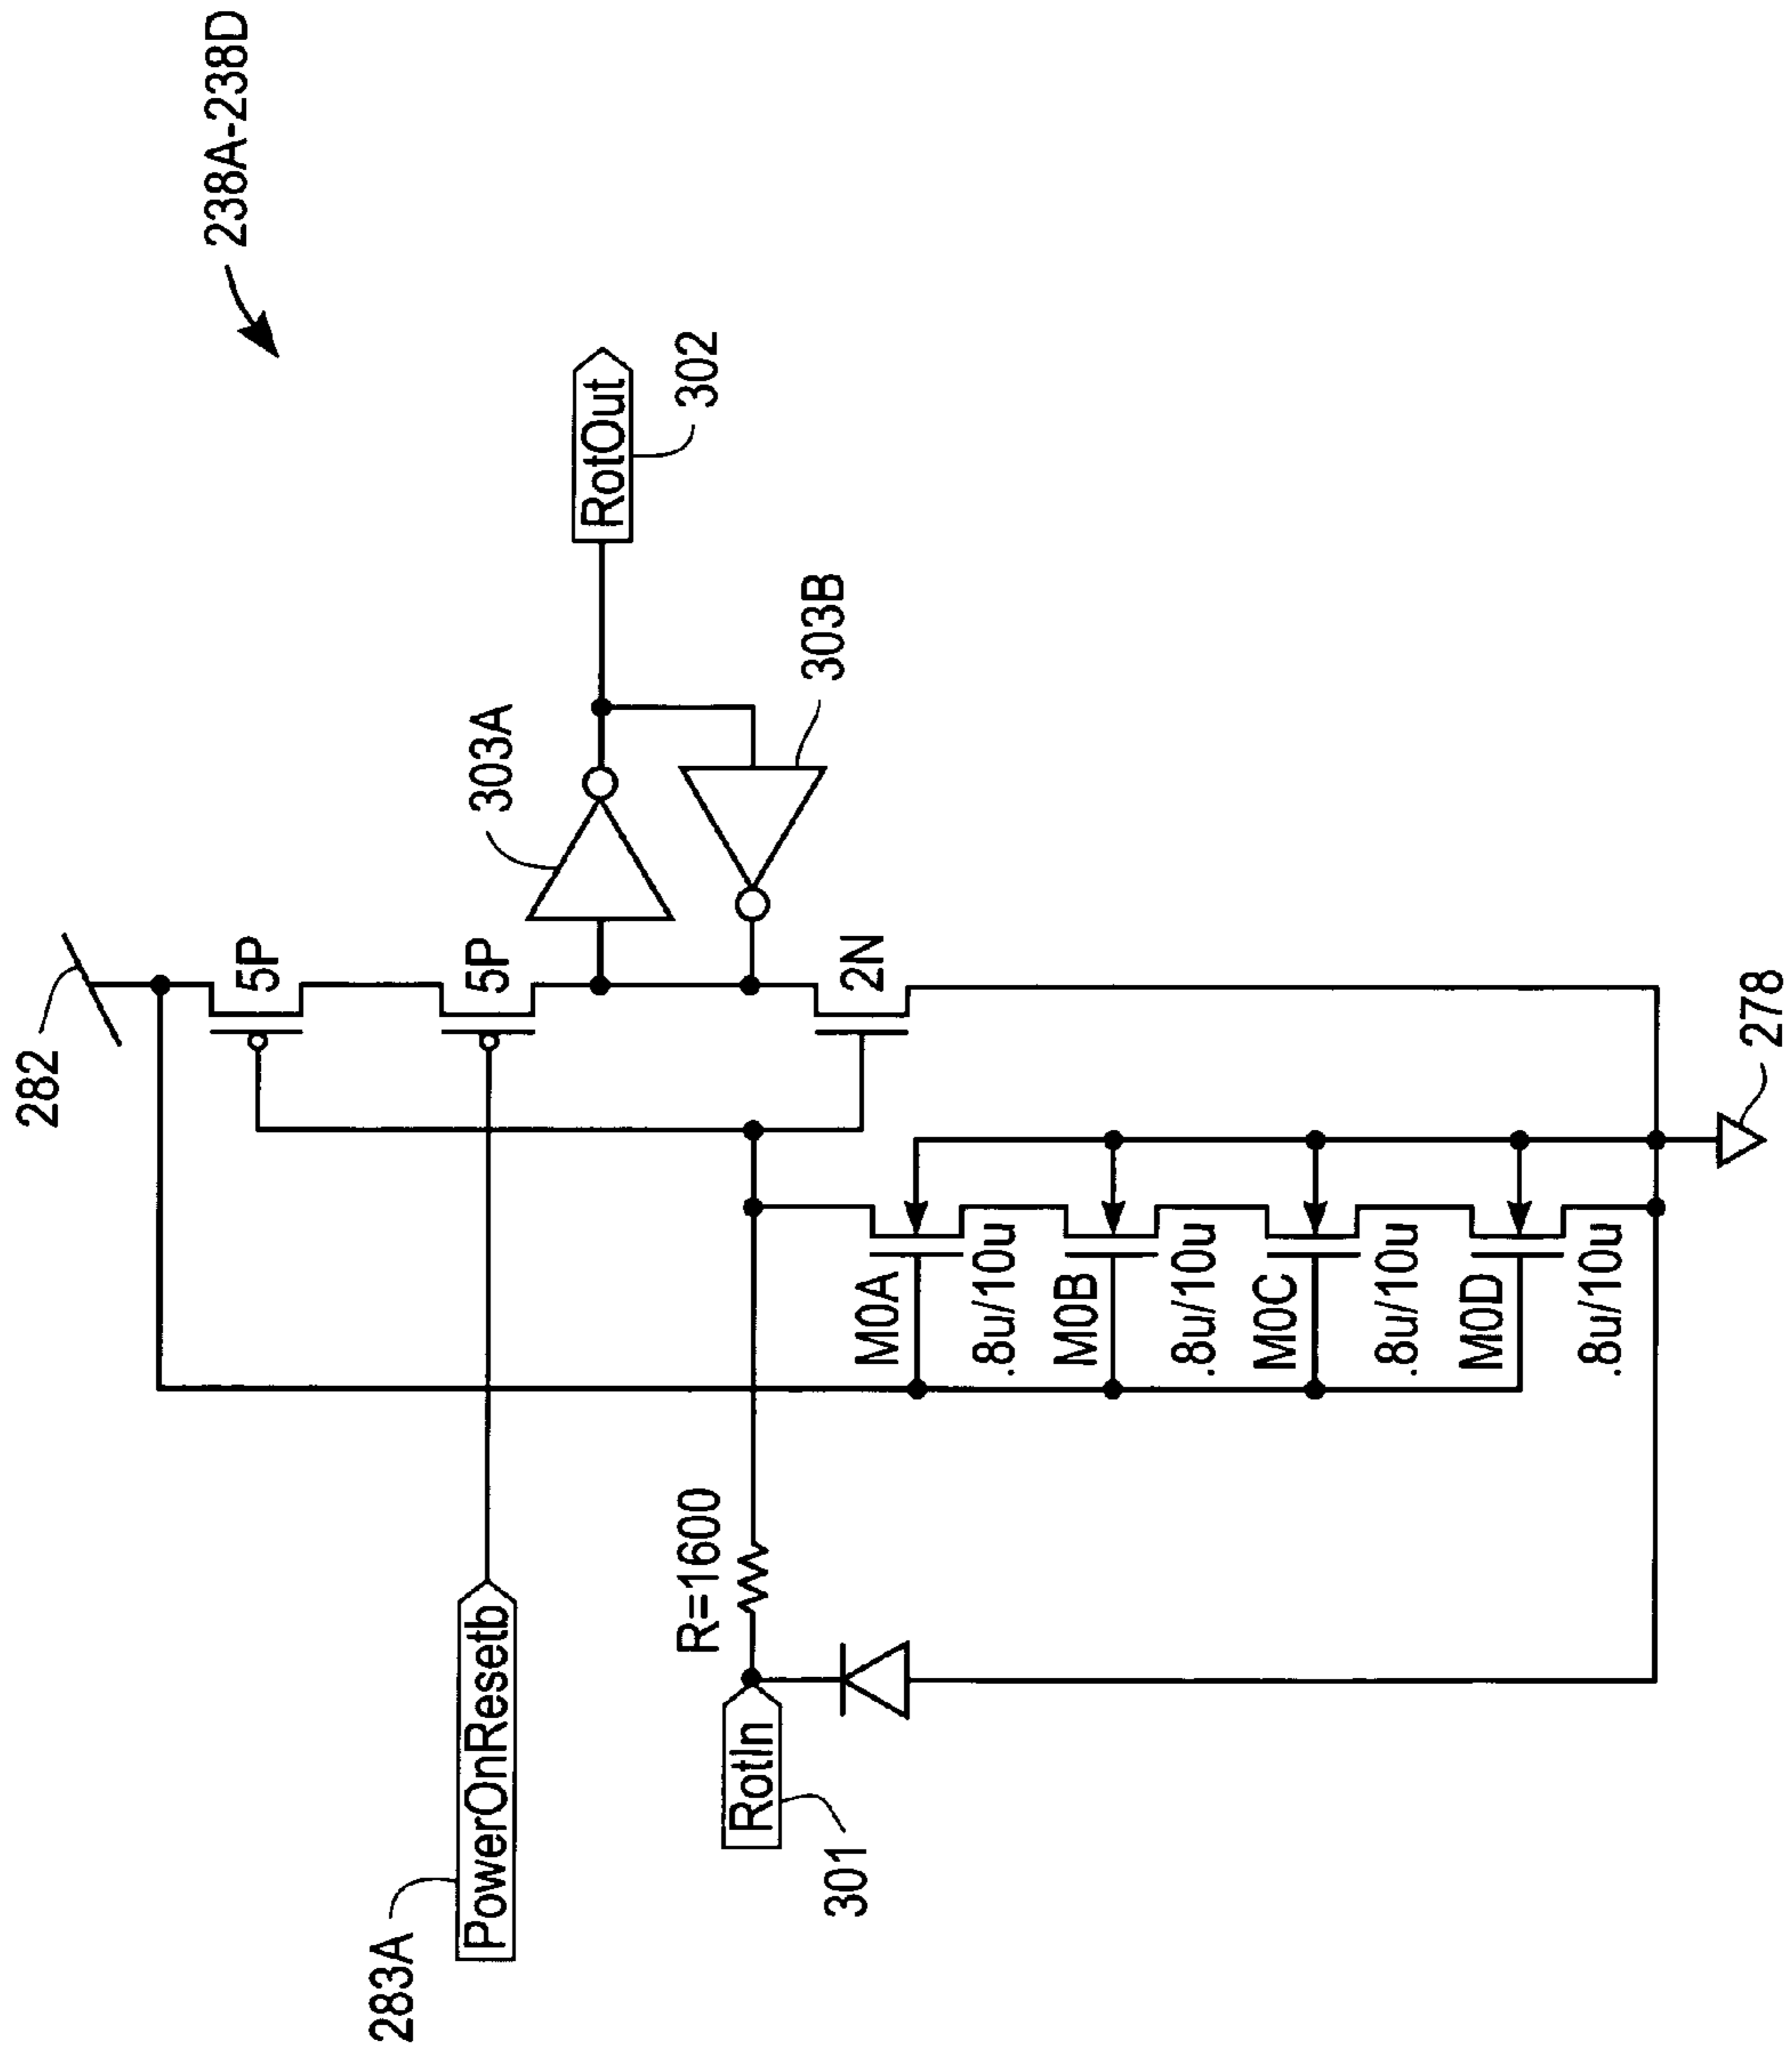 238A-238D
282
5P
5P
303A
RotOut
302
303B
2N
278
283A
PowerOnResetb
R=1600
RotIn
301
M0A
.8u/10u
M0B
.8u/10u
M0C
.8u/10u
M0D
.8u/10u